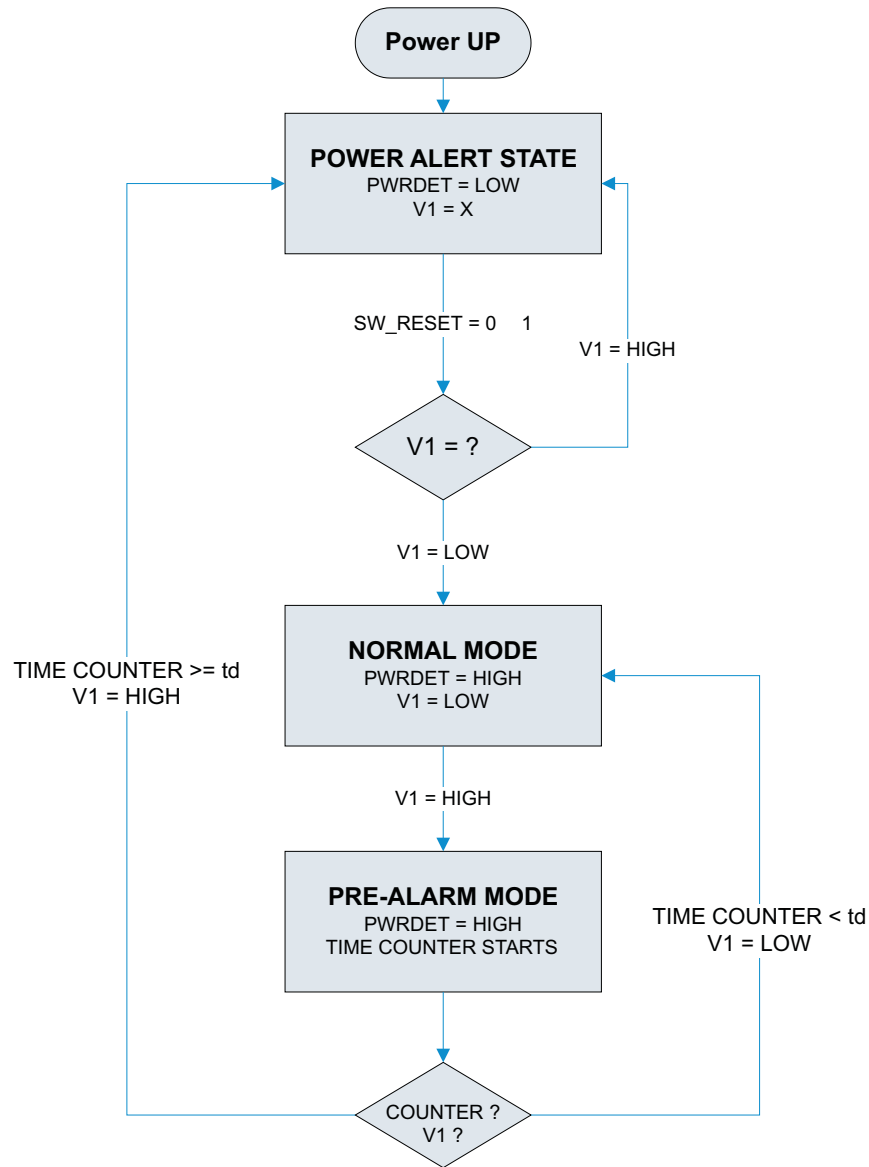 Power UP
POWER ALERT STATE
PWRDET = LOW
V1 = X
SW_RESET = 0 1
V1 = HIGH
V1 = ?
V1 = LOW
NORMAL MODE
PWRDET = HIGH
V1 = LOW
TIME COUNTER >= td
V1 = HIGH
V1 = HIGH
PRE-ALARM MODE
PWRDET = HIGH
TIME COUNTER STARTS
TIME COUNTER < td
V1 = LOW
COUNTER ?
V1 ?